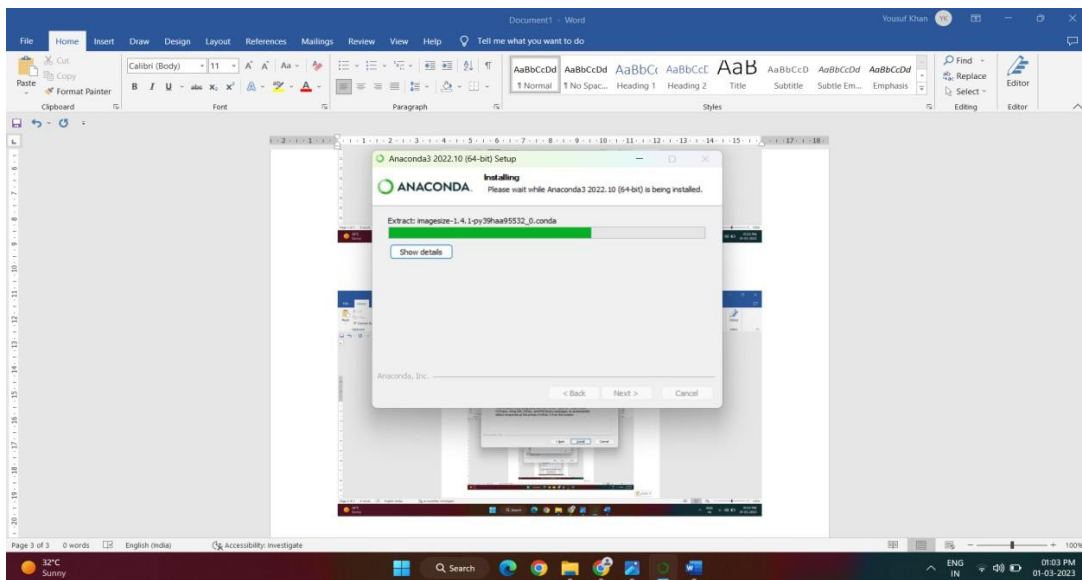 Document1 - Word
Yousuf Khan YK
File Home Insert Draw Design Layout References Mailings Review View Help Tell me what you want to do
Paste
Cut
Copy
Format Painter
Clipboard
Calibri (Body) 11
Font
Paragraph
AaBbCcDd AaBbCcDd AaBbCc AaBbCcD AaB AaBbCcD AaBbCcDd AaBbCcDd
¶ Normal ¶ No Spac... Heading 1 Heading 2 Title Subtitle Subtle Em... Emphasis
Styles
Find
Replace
Select
Editing
Editor
Editor
Anaconda3 2022.10 (64-bit) Setup
ANACONDA.
Installing
Please wait while Anaconda3 2022.10 (64-bit) is being installed.
Extract: imagesize-1.4.1-py39haa95532_0.conda
Show details
Anaconda, Inc.
< Back Next > Cancel
Page 3 of 3 0 words English (India) Accessibility: Investigate
100%
32°C
Sunny
Search
ENG
IN
01:03 PM
01-03-2023